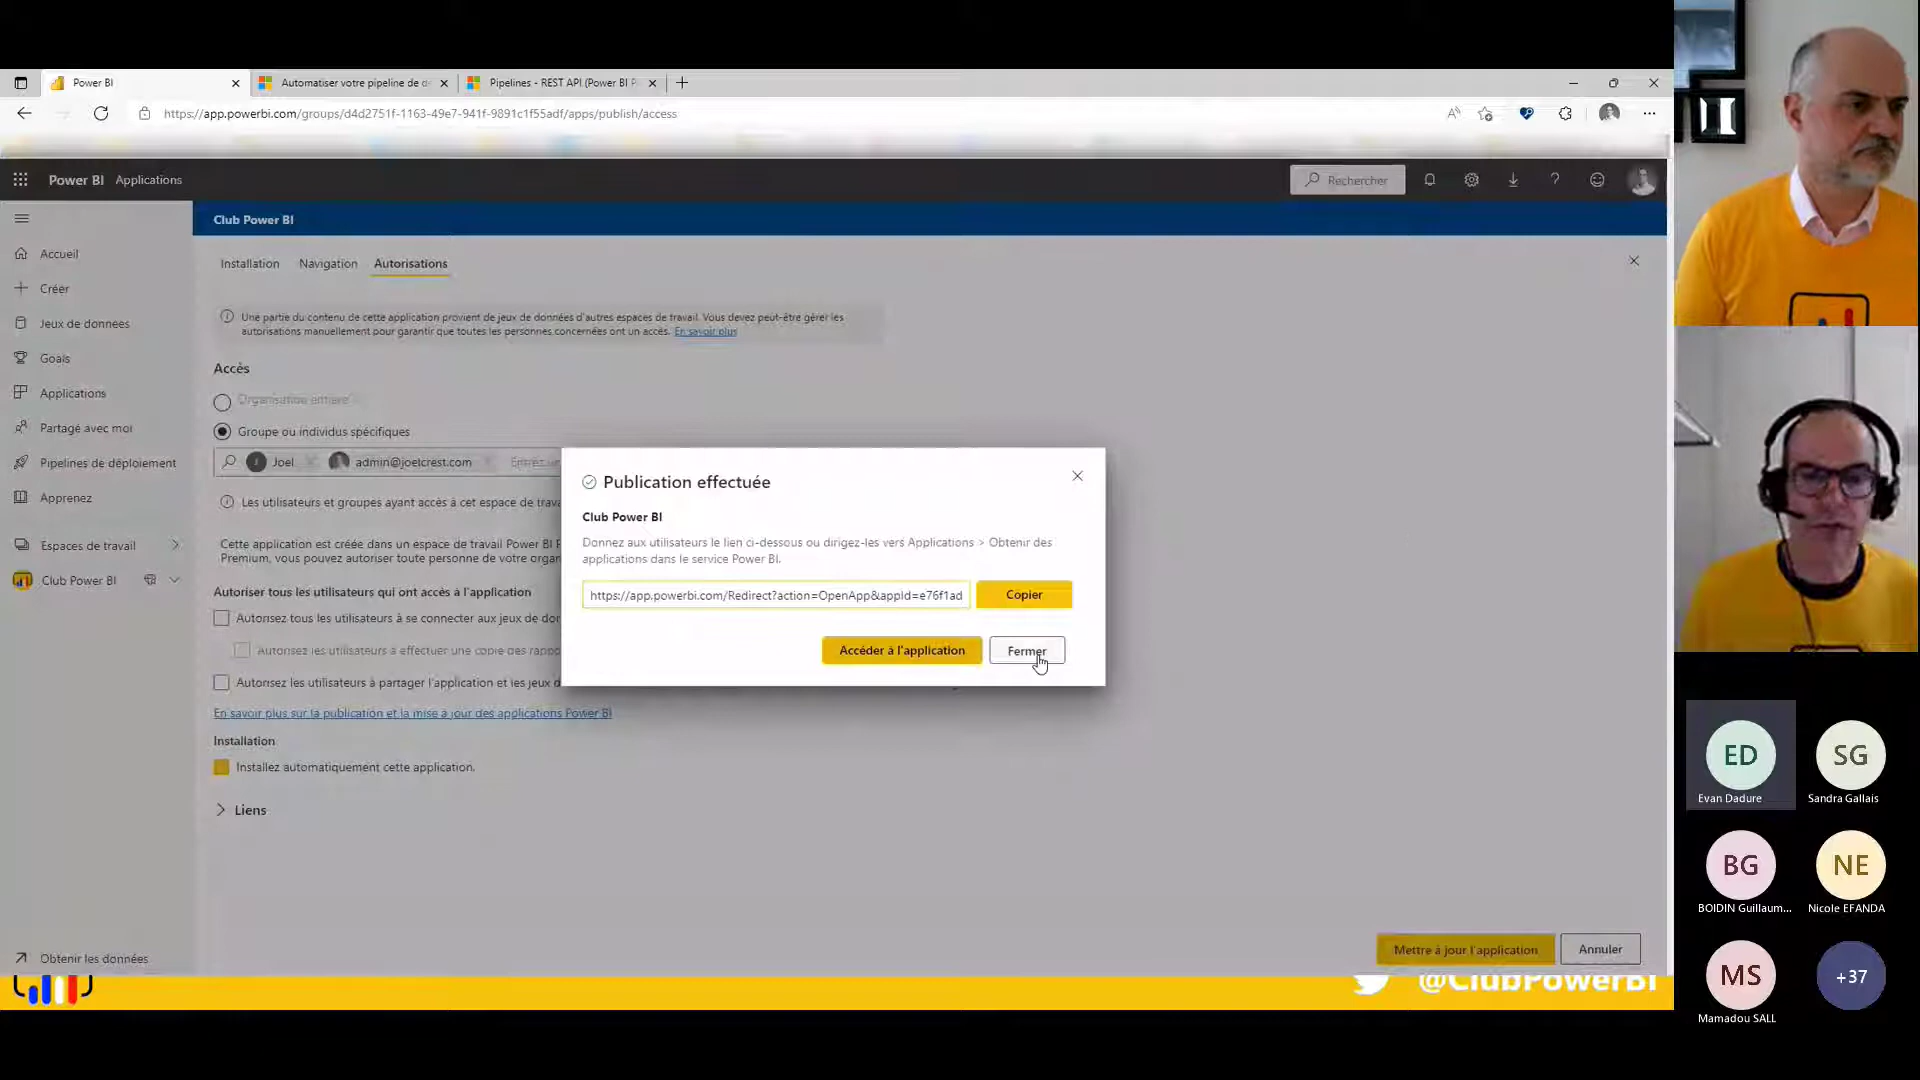 Power BI
Automatiser votre pipeline de d
Pipelines - REST API (Power BI P
https://app.powerbi.com/groups/d4d2751f-1163-49e7-941f-9891c1f55adf/apps/publish/access
Power BI Applications
Rechercher
Club Power BI
Installation
Navigation
Autorisations
Accueil
Créer
Jeux de données
Goals
Applications
Partagé avec moi
Pipelines de déploiement
Apprenez
Espaces de travail
Club Power BI
Obtenir les données
Une partie du contenu de cette application provient de jeux de données d'autres espaces de travail. Vous devez peut-être gérer les
autorisations manuellement pour garantir que toutes les personnes concernées ont un accès. En savoir plus
Accès
Organisation entière
Groupe ou individus spécifiques
J Joel
admin@joelcrest.com
Entrez un
Les utilisateurs et groupes ayant accès à cet espace de trava
Cette application est créée dans un espace de travail Power BI P
Premium, vous pouvez autoriser toute personne de votre organ
Autoriser tous les utilisateurs qui ont accès à l'application
Autorisez tous les utilisateurs à se connecter aux jeux de don
Autorisez les utilisateurs à effectuer une copie des rappo
Autorisez les utilisateurs à partager l'application et les jeux d
En savoir plus sur la publication et la mise à jour des applications Power BI
Installation
Installez automatiquement cette application.
Liens
Publication effectuée
Club Power BI
Donnez aux utilisateurs le lien ci-dessous ou dirigez-les vers Applications > Obtenir des
applications dans le service Power BI.
https://app.powerbi.com/Redirect?action=OpenApp&appId=e76f1ad
Copier
Accéder à l'application
Fermer
Mettre à jour l'application
Annuler
@ClubPowerBI
ED
Evan Dadure
SG
Sandra Gallais
BG
BOIDIN Guillaum...
NE
Nicole EFANDA
MS
Mamadou SALL
+37